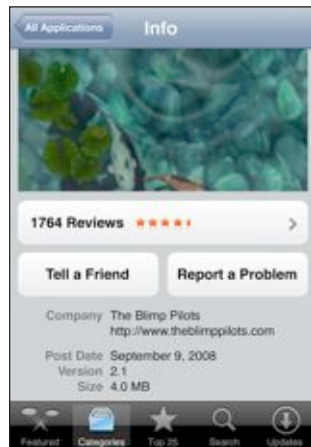 All Applications Info
1764 Reviews
Tell a Friend Report a Problem
Company The Blimp Pilots
http://www.theblimppilots.com
Post Date September 9, 2008
Version 2.1
Size 4.0 MB
Featured Categories Top 25 Search Updates